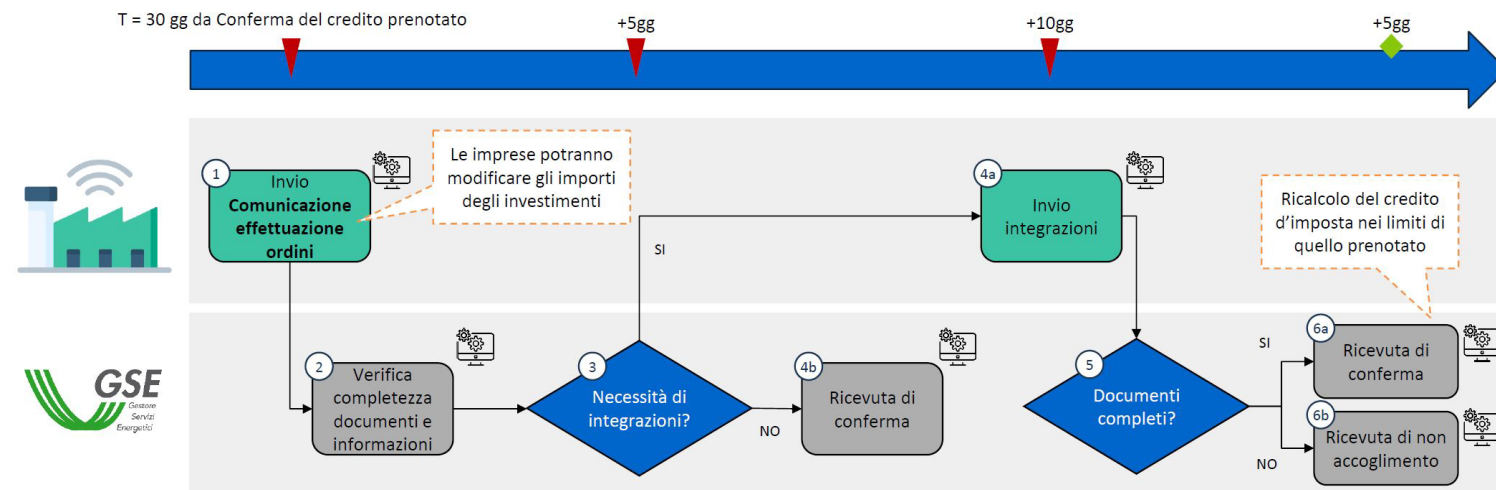 T = 30 gg da Conferma del credito prenotato
+5gg
+10gg
+5gg
1
Invio
Comunicazione
effettuazione
ordini
Le imprese potranno
modificare gli importi
degli investimenti
4a
Invio
integrazioni
Ricalcolo del credito
d'imposta nei limiti di
quello prenotato
SI
GSE
Gestore
Servizi
Energetici
2
Verifica
completezza
documenti e
informazioni
3
Necessità di
integrazioni?
NO
4b
Ricevuta di
conferma
5
Documenti
completi?
SI
6a
Ricevuta di
conferma
NO
6b
Ricevuta di non
accoglimento